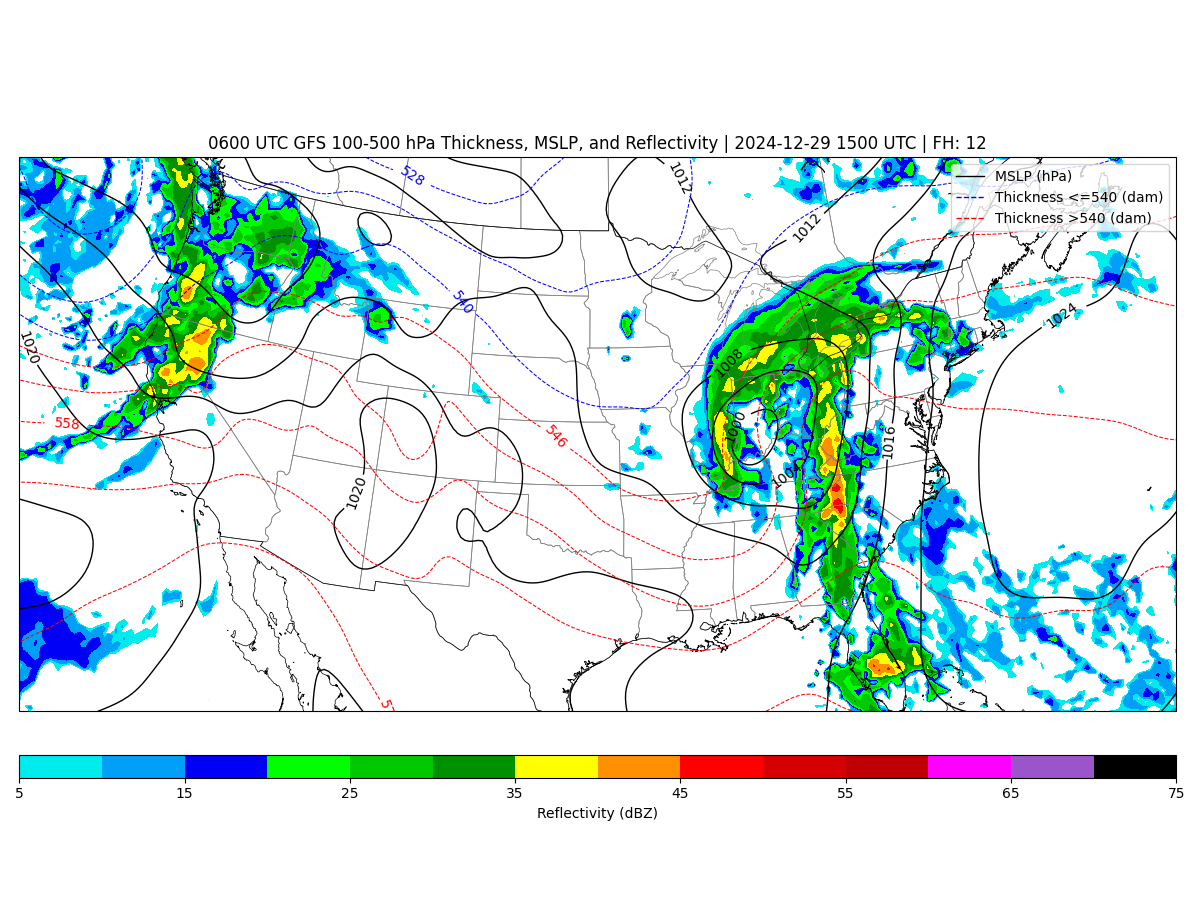 0600 UTC GFS 100-500 hPa Thickness, MSLP, and Reflectivity | 2024-12-29 1500 UTC | FH: 12
MSLP (hPa)
Thickness <=540 (dam)
Thickness >540 (dam)
528
1012
1012
540
1020
1024
1008
558
546
1000
1016
1004
1020
5 15 25 35 45 55 65 75
Reflectivity (dBZ)